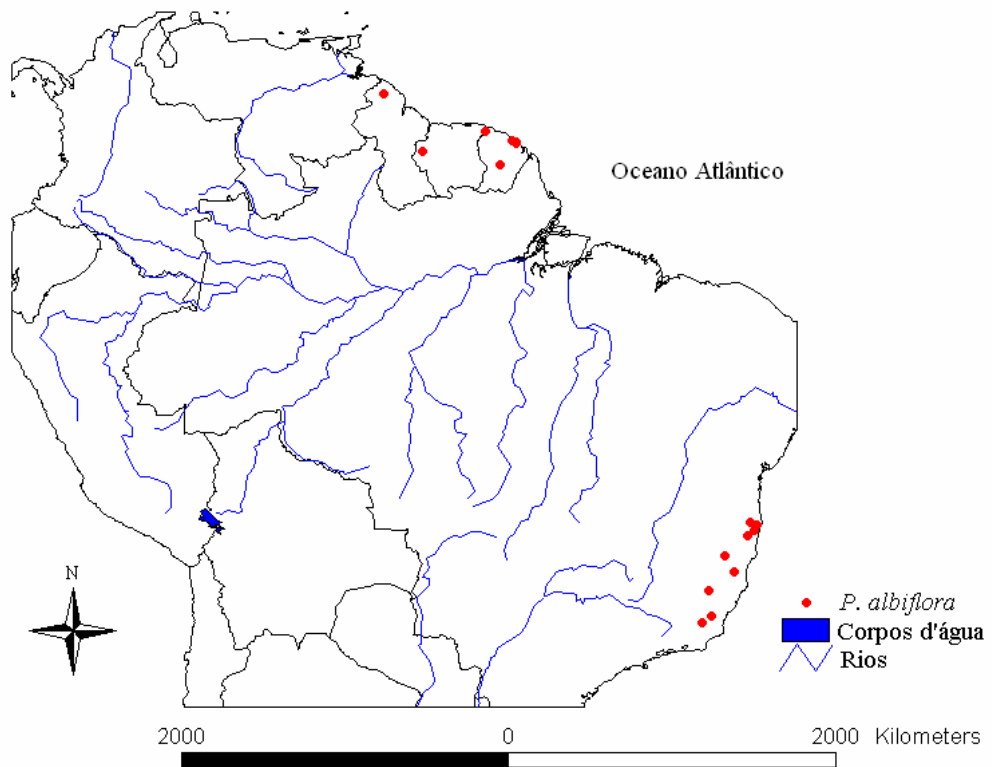 Oceano Atlântico
N
P. albiflora
Corpos d'água
Rios
2000 0 2000 Kilometers